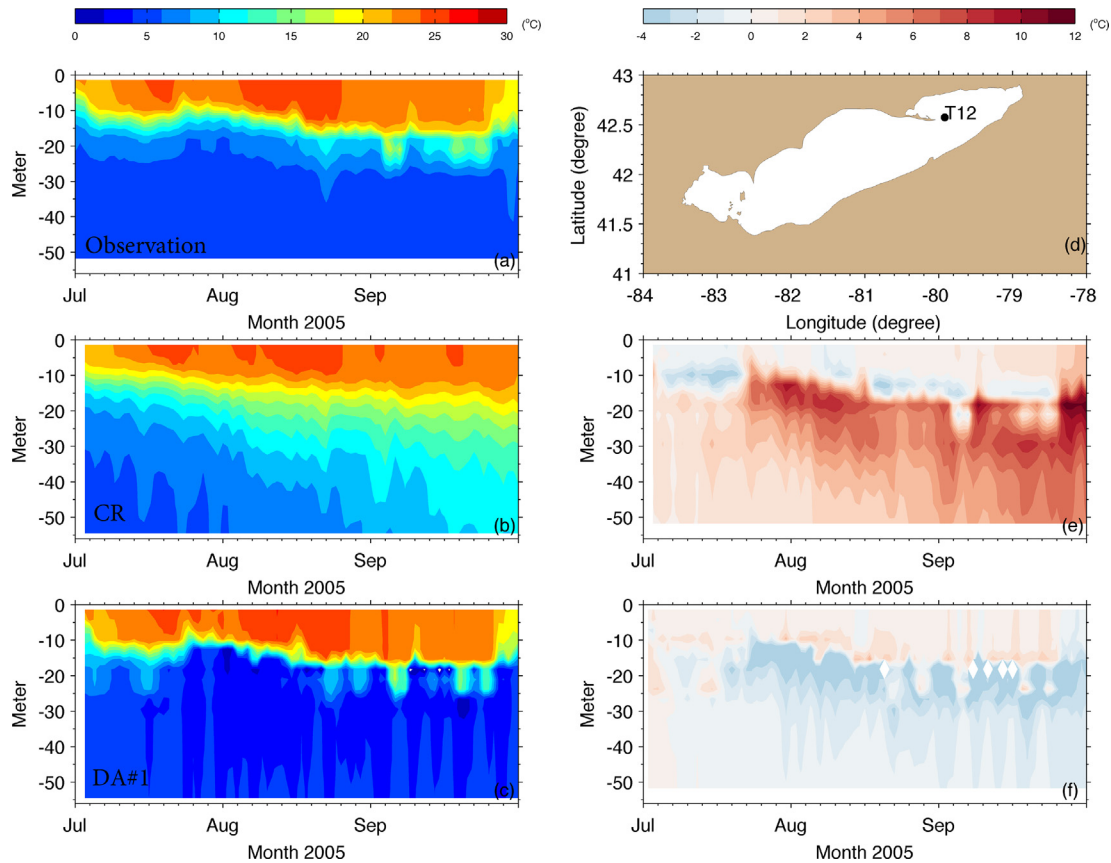 0 5 10 15 20 25 30 (°C)
-4 -2 0 2 4 6 8 10 12 (°C)
0
-10
-20
-30
-40
-50
Meter
Observation
(a)
Jul Aug Sep
Month 2005
43
42.5
42
41.5
41
Latitude (degree)
T12
(d)
-84 -83 -82 -81 -80 -79 -78
Longitude (degree)
0
-10
-20
-30
-40
-50
Meter
CR
(b)
Jul Aug Sep
Month 2005
0
-10
-20
-30
-40
-50
Meter
(e)
Jul Aug Sep
Month 2005
0
-10
-20
-30
-40
-50
Meter
DA#1
(c)
Jul Aug Sep
Month 2005
0
-10
-20
-30
-40
-50
Meter
(f)
Jul Aug Sep
Month 2005